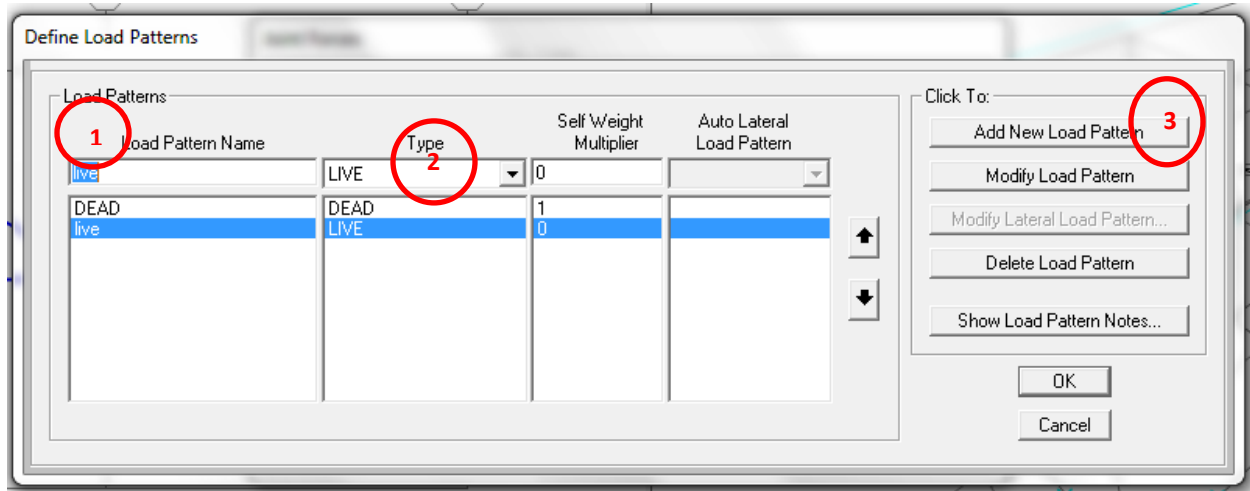 Define Load Patterns
Load Patterns
Click To:
1
Load Pattern Name
Type
2
Self Weight
Multiplier
Auto Lateral
Load Pattern
live
LIVE
0
DEAD
DEAD
1
live
LIVE
0
Add New Load Pattern
3
Modify Load Pattern
Modify Lateral Load Pattern...
Delete Load Pattern
Show Load Pattern Notes...
OK
Cancel